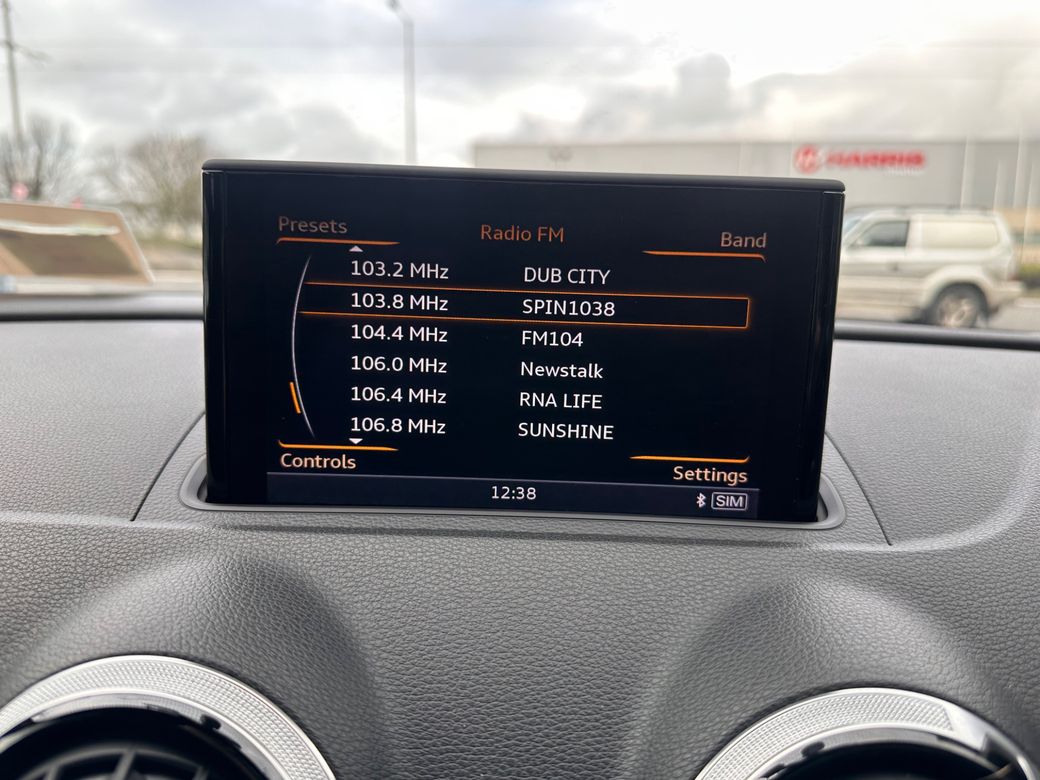 HARRIS
Presets
Radio FM
Band
103.2 MHz DUB CITY
103.8 MHz SPIN1038
104.4 MHz FM104
106.0 MHz Newstalk
106.4 MHz RNA LIFE
106.8 MHz SUNSHINE
Controls
Settings
12:38
SIM